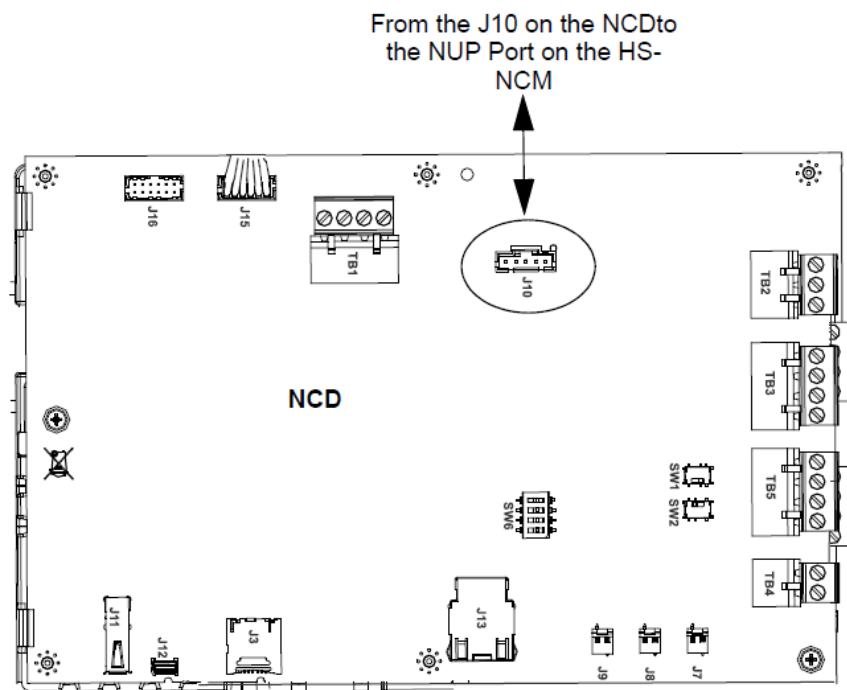 From the J10 on the NCDto
the NUP Port on the HS-
NCM
J16
J15
TB1
J10
TB2
TB3
NCD
TB5
SW1
SW2
SW6
TB4
J11
J12
J3
J13
J9
J8
J7